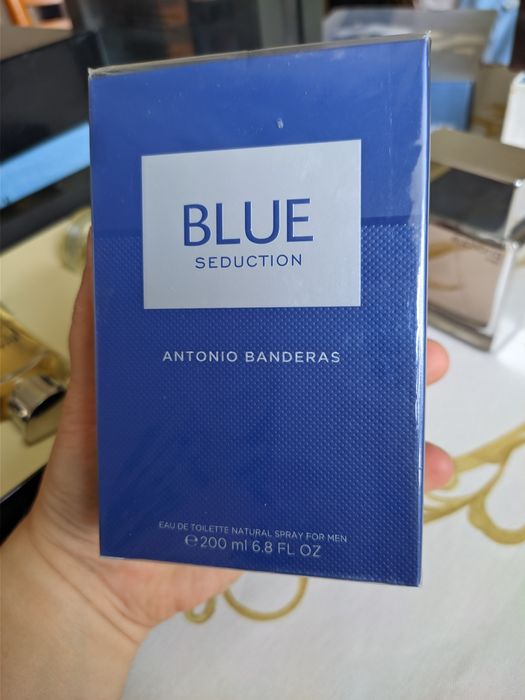 BLUE
SEDUCTION
ANTONIO BANDERAS
EAU DE TOILETTE NATURAL SPRAY FOR MEN
℮200 ml 6.8 FL OZ